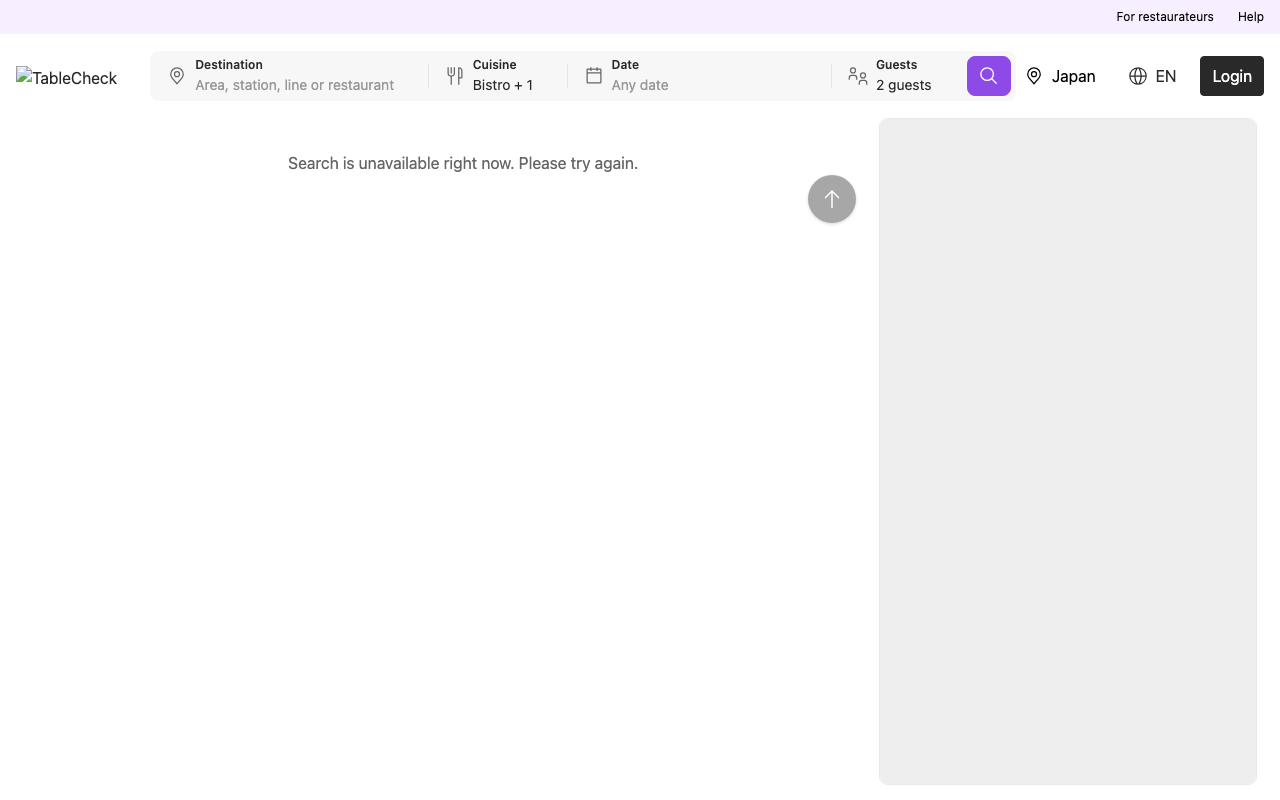 For restaurateurs
Help
TableCheck
Destination
Area, station, line or restaurant
Cuisine
Bistro + 1
Date
Any date
Guests
2 guests
Japan
EN
Login
Search is unavailable right now. Please try again.